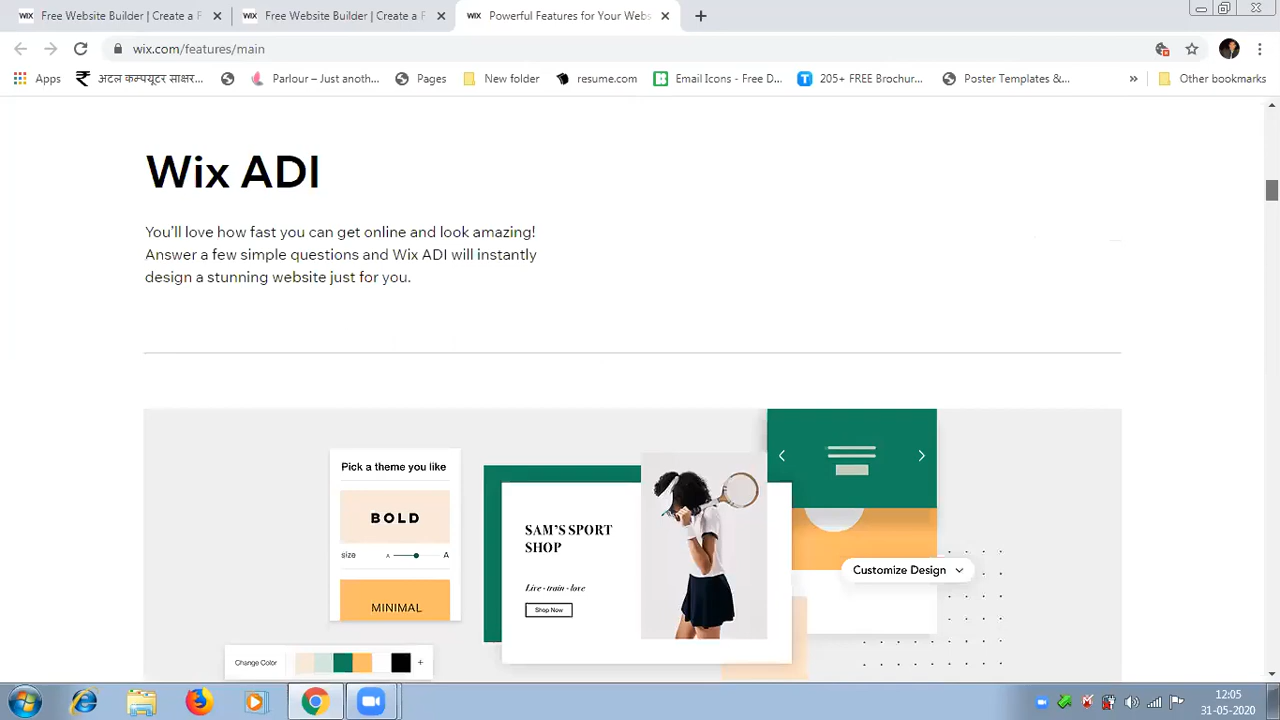 WIX Free Website Builder | Create a F
WIX Free Website Builder | Create a F
WIX Powerful Features for Your Webs
wix.com/features/main
Apps
अटल कम्प्यूटर साक्षर...
Parlour – Just anoth...
Pages
New folder
resume.com
Email Icons - Free D...
205+ FREE Brochur...
Poster Templates &...
»
Other bookmarks
Wix ADI
You'll love how fast you can get online and look amazing!
Answer a few simple questions and Wix ADI will instantly
design a stunning website just for you.
Pick a theme you like
BOLD
size A A
MINIMAL
Change Color +
SAM'S SPORT
SHOP
Live - train - love
Shop Now
Customize Design
12:05
31-05-2020